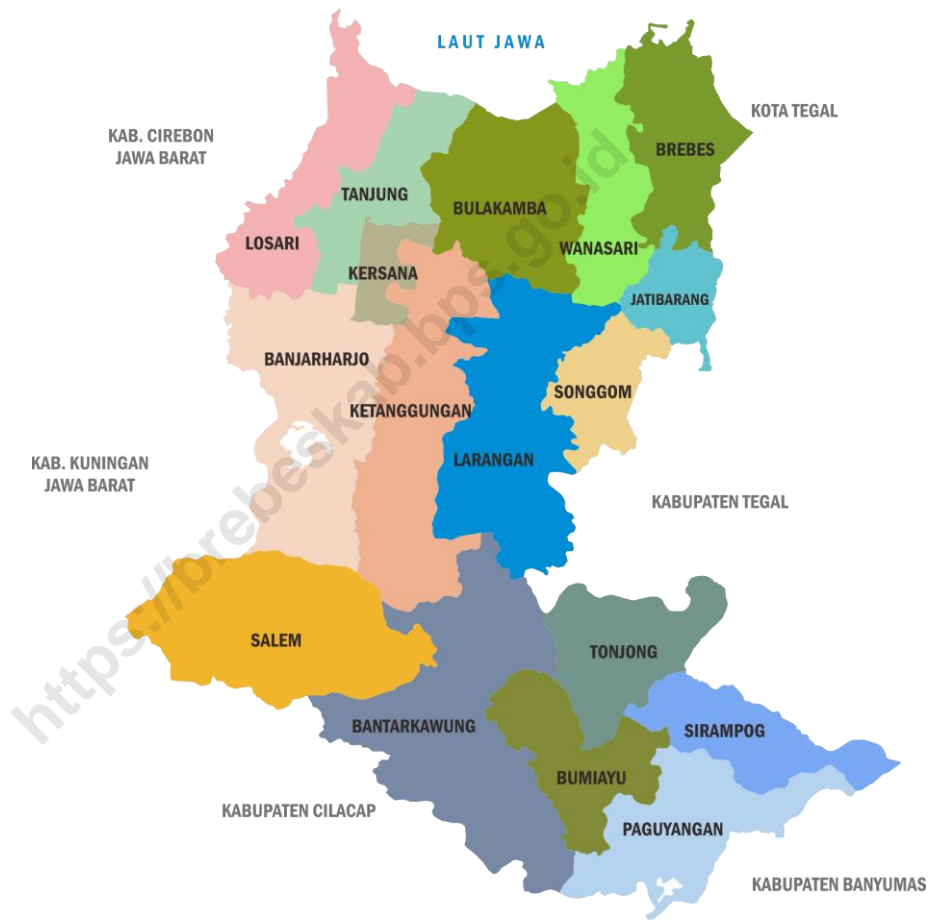 LAUT JAWA
KOTA TEGAL
KAB. CIREBON
JAWA BARAT
BREBES
TANJUNG
BULAKAMBA
LOSARI
WANASARI
KERSANA
JATIBARANG
BANJARHARJO
SONGGOM
KETANGGUNGAN
LARANGAN
KAB. KUNINGAN
JAWA BARAT
KABUPATEN TEGAL
SALEM
TONJONG
BANTARKAWUNG
SIRAMPOG
BUMIAYU
KABUPATEN CILACAP
PAGUYANGAN
KABUPATEN BANYUMAS
https://brebeskab.bps.go.id